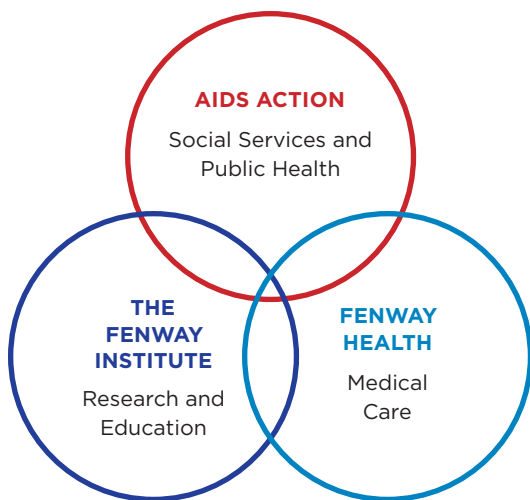 AIDS ACTION
Social Services and
Public Health
THE
FENWAY
INSTITUTE
Research and
Education
FENWAY
HEALTH
Medical
Care